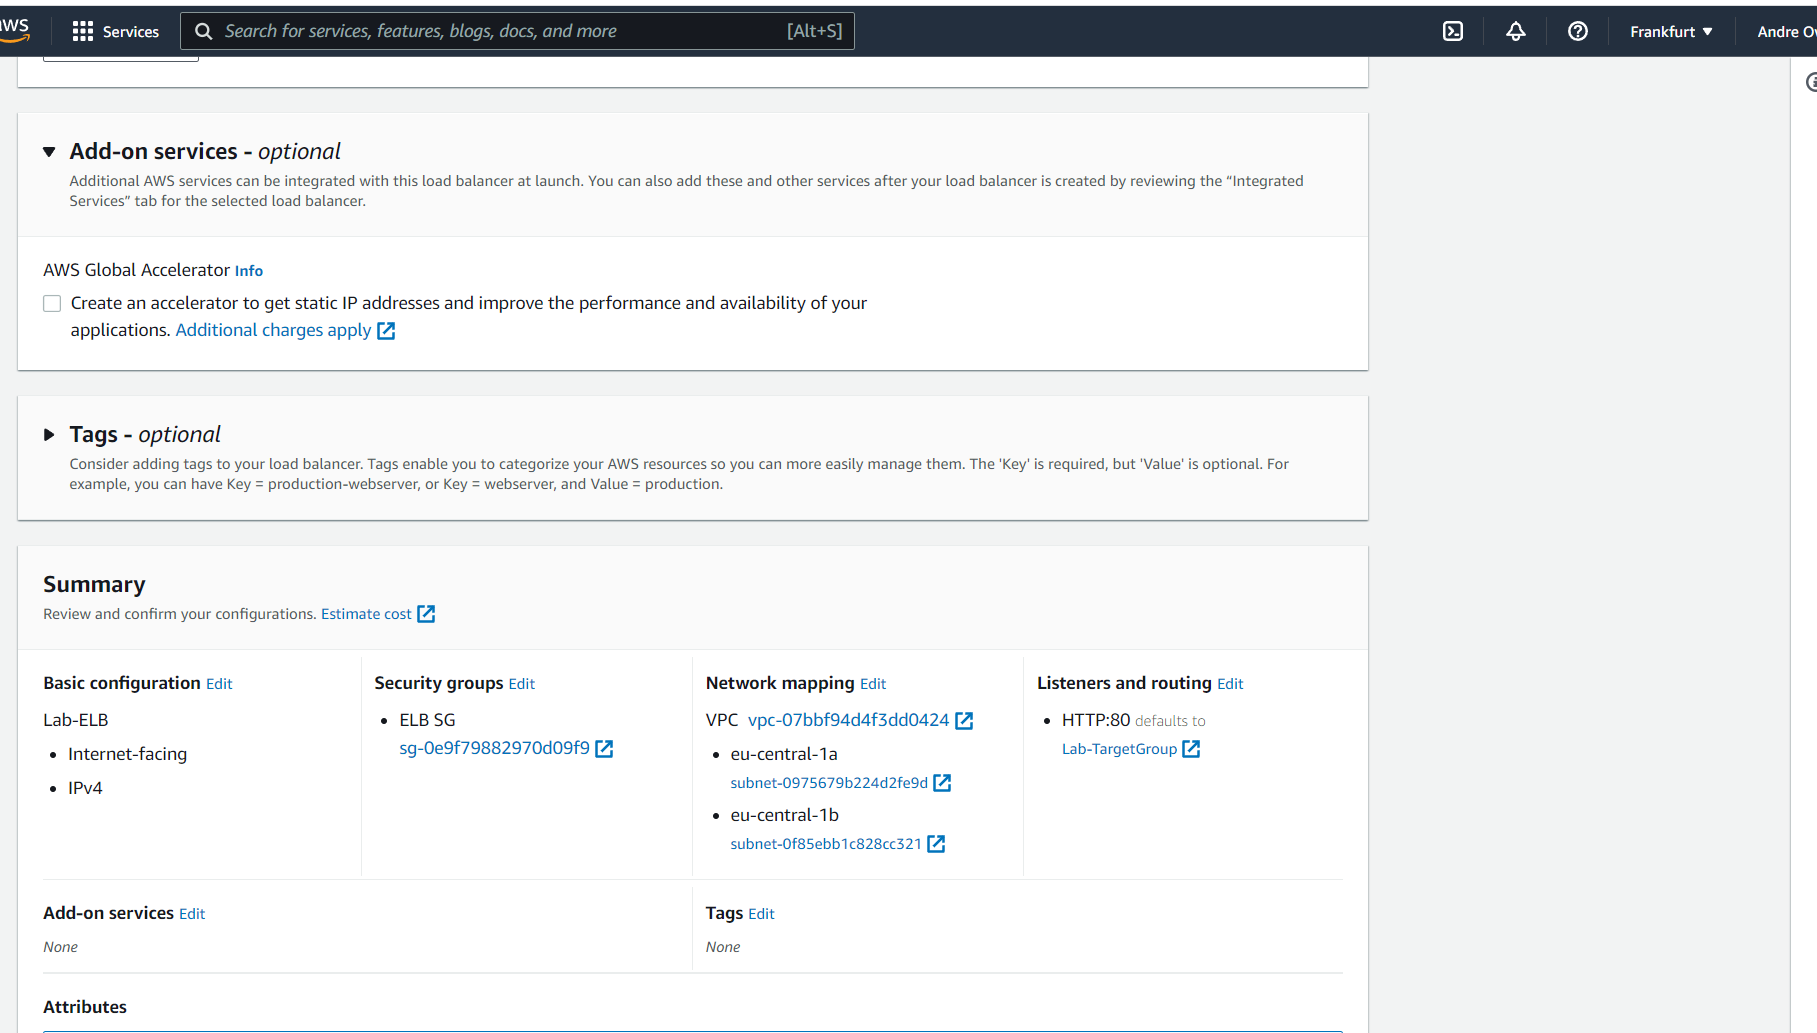 aws
Services
Search for services, features, blogs, docs, and more
[Alt+S]
Frankfurt
Andre
Add-on services - optional
Additional AWS services can be integrated with this load balancer at launch. You can also add these and other services after your load balancer is created by reviewing the “Integrated
Services” tab for the selected load balancer.
AWS Global Accelerator Info
Create an accelerator to get static IP addresses and improve the performance and availability of your
applications. Additional charges apply
Tags - optional
Consider adding tags to your load balancer. Tags enable you to categorize your AWS resources so you can more easily manage them. The 'Key' is required, but 'Value' is optional. For
example, you can have Key = production-webserver, or Key = webserver, and Value = production.
Summary
Review and confirm your configurations. Estimate cost
Basic configuration Edit
Lab-ELB
Internet-facing
IPv4
Security groups Edit
ELB SG
sg-0e9f79882970d09f9
Network mapping Edit
VPC vpc-07bbf94d4f3dd0424
eu-central-1a
subnet-0975679b224d2fe9d
eu-central-1b
subnet-0f85ebb1c828cc321
Listeners and routing Edit
HTTP:80 defaults to
Lab-TargetGroup
Add-on services Edit
None
Tags Edit
None
Attributes